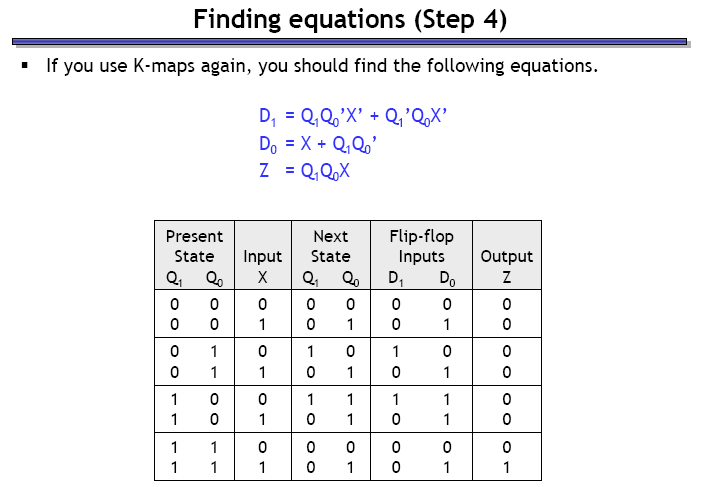 Finding equations (Step 4)
▪ If you use K-maps again, you should find the following equations.
D₁ = Q₁Q₀’X’ + Q₁’Q₀X’
D₀ = X + Q₁Q₀’
Z = Q₁Q₀X
Present Next Flip-flop
State Input State Inputs Output
Q₁ Q₀ X Q₁ Q₀ D₁ D₀ Z
0 0 0 0 0 0 0 0
0 0 1 0 1 0 1 0
0 1 0 1 0 1 0 0
0 1 1 0 1 0 1 0
1 0 0 1 1 1 1 0
1 0 1 0 1 0 1 0
1 1 0 0 0 0 0 0
1 1 1 0 1 0 1 1